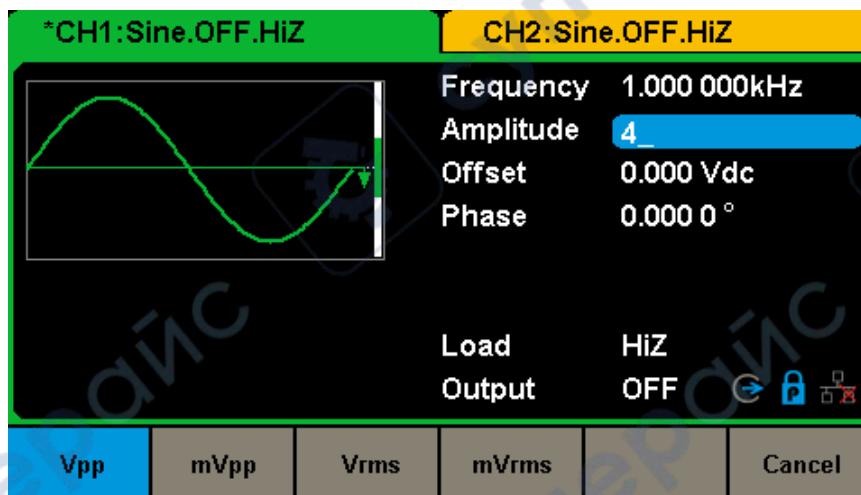 *CH1:Sine.OFF.HiZ
CH2:Sine.OFF.HiZ
Frequency 1.000 000kHz
Amplitude 4_
Offset 0.000 Vdc
Phase 0.000 0 °
Load HiZ
Output OFF
P
Vpp mVpp Vrms mVrms Cancel